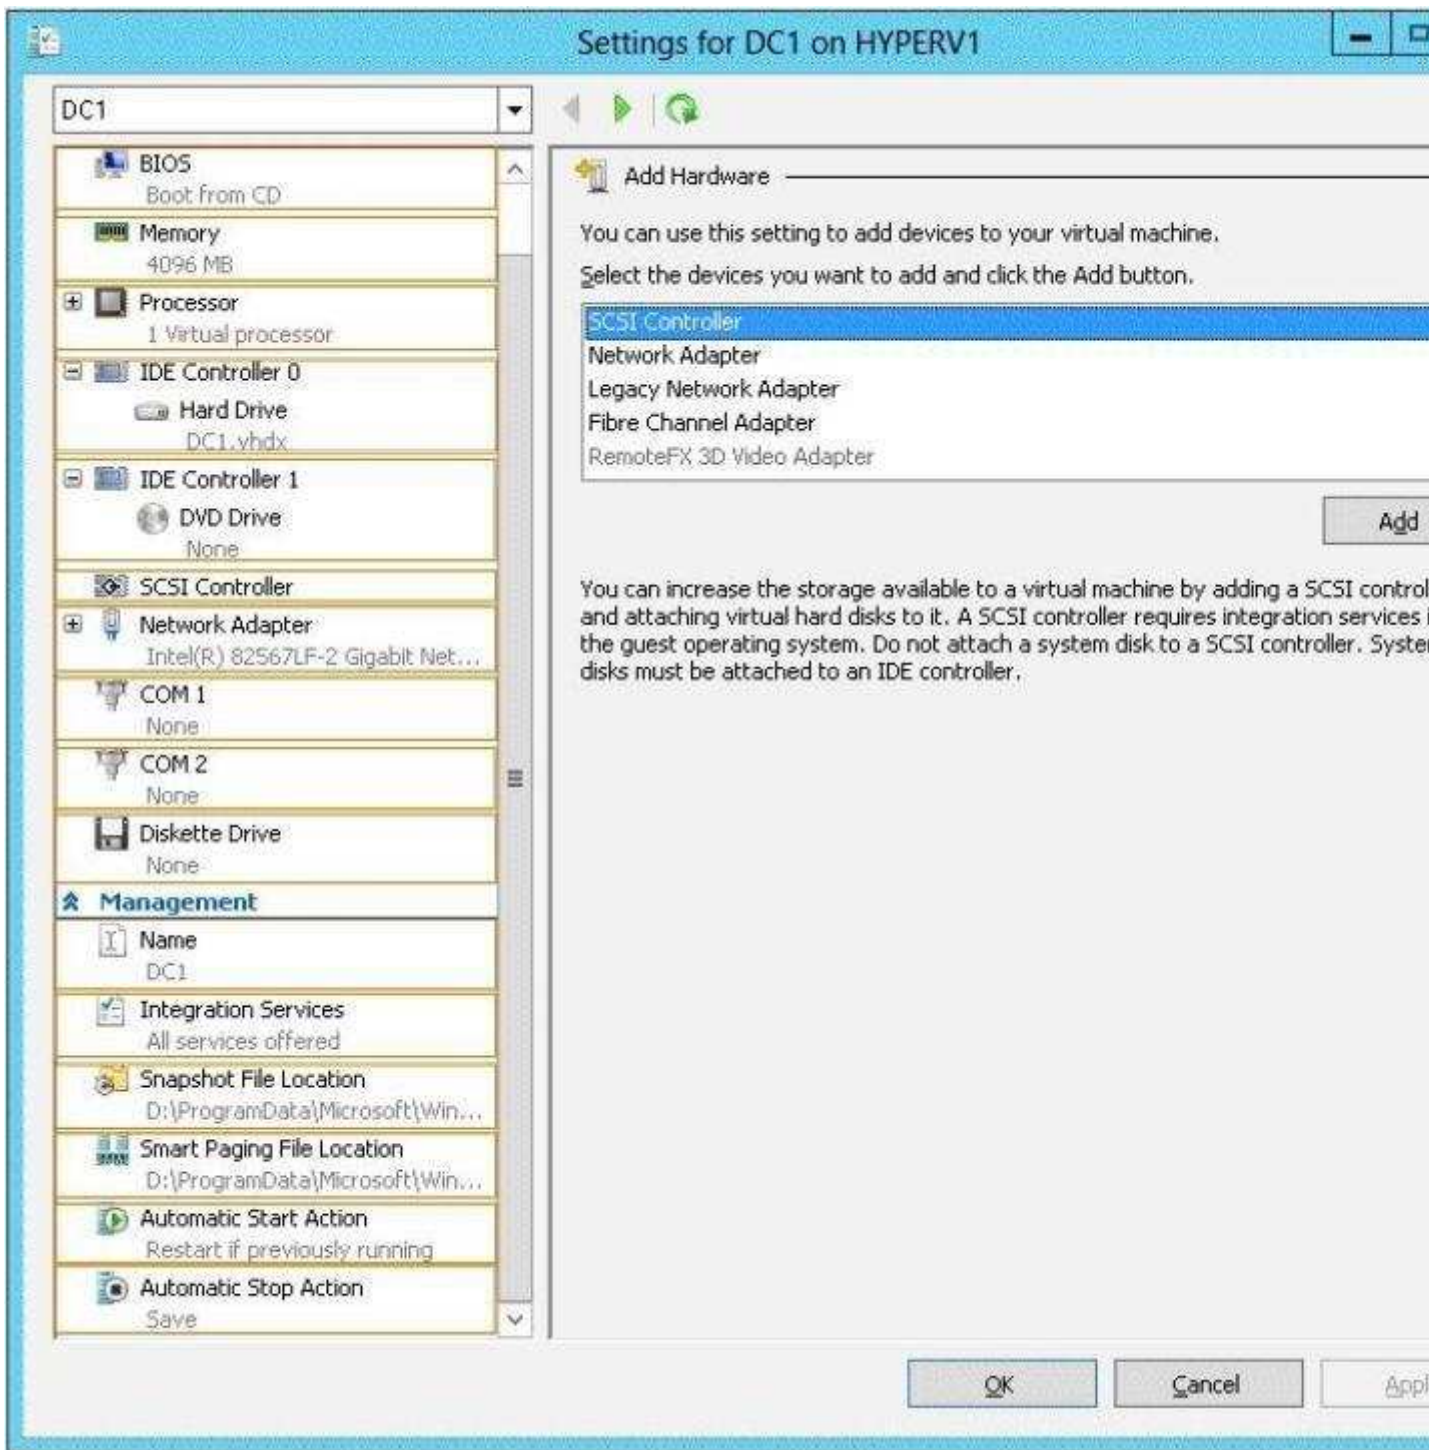 Settings for DC1 on HYPERV1
DC1
BIOS
Boot from CD
Memory
4096 MB
Processor
1 Virtual processor
IDE Controller 0
Hard Drive
DC1.vhdx
IDE Controller 1
DVD Drive
None
SCSI Controller
Network Adapter
Intel(R) 82567LF-2 Gigabit Net...
COM 1
None
COM 2
None
Diskette Drive
None
Management
Name
DC1
Integration Services
All services offered
Snapshot File Location
D:\ProgramData\Microsoft\Win...
Smart Paging File Location
D:\ProgramData\Microsoft\Win...
Automatic Start Action
Restart if previously running
Automatic Stop Action
Save
Add Hardware
You can use this setting to add devices to your virtual machine.
Select the devices you want to add and click the Add button.
SCSI Controller
Network Adapter
Legacy Network Adapter
Fibre Channel Adapter
RemoteFX 3D Video Adapter
Add
You can increase the storage available to a virtual machine by adding a SCSI control
and attaching virtual hard disks to it. A SCSI controller requires integration services i
the guest operating system. Do not attach a system disk to a SCSI controller. Syste
disks must be attached to an IDE controller.
OK
Cancel
Appl